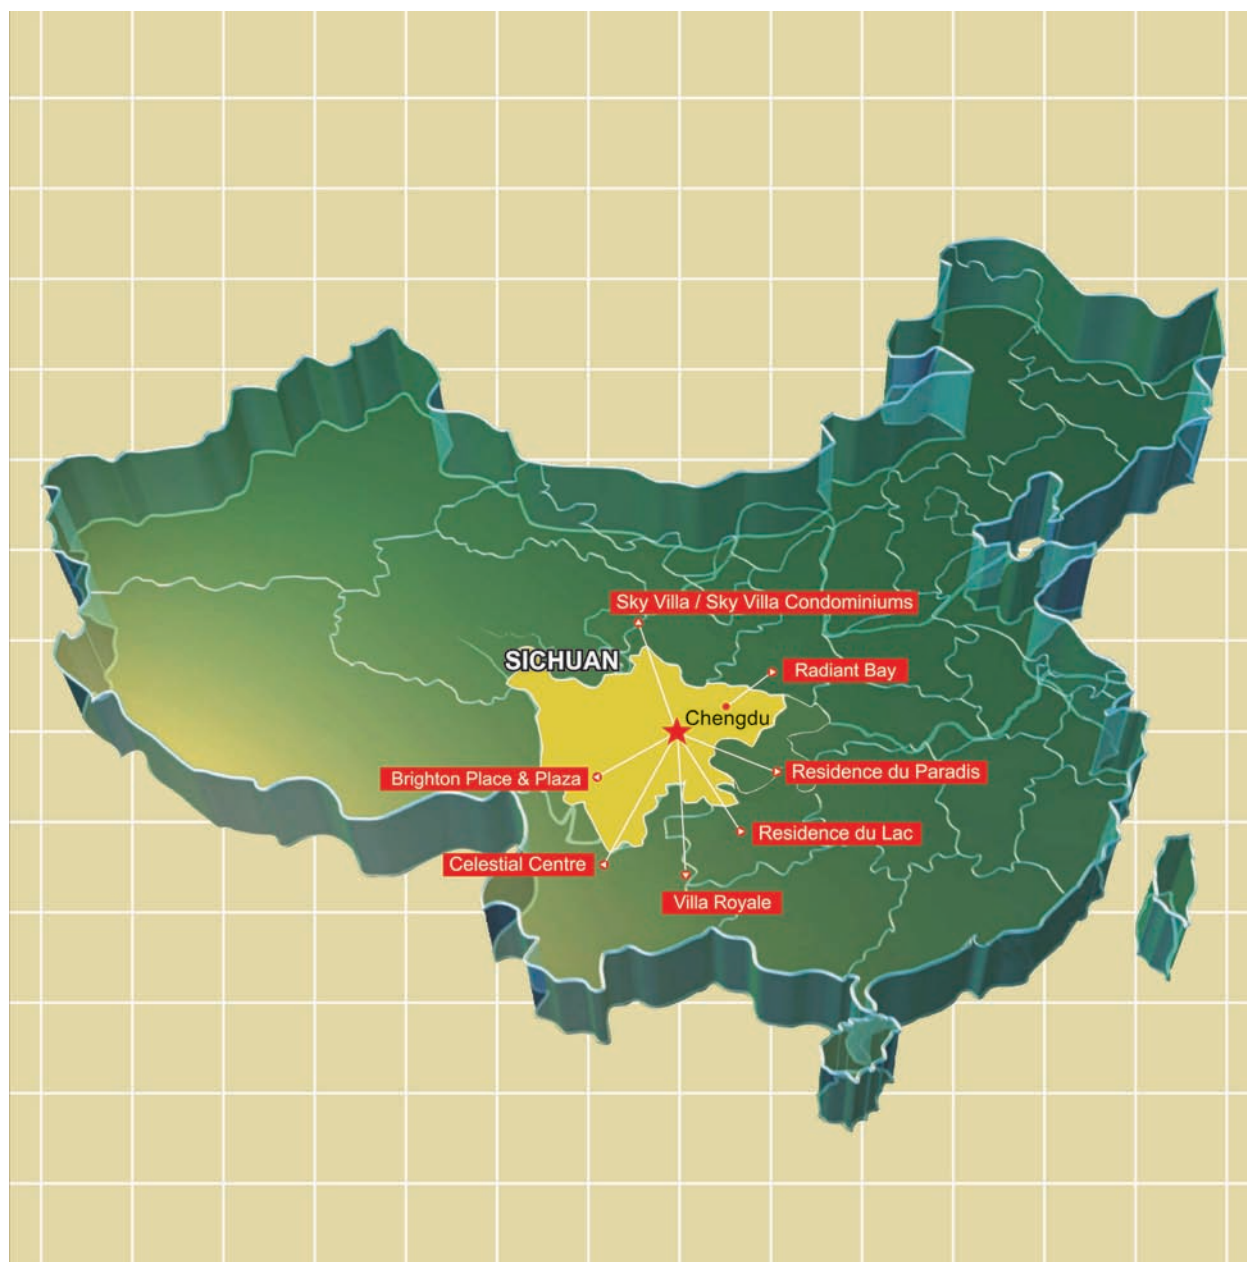 Sky Villa / Sky Villa Condominiums
SICHUAN
Radiant Bay
Chengdu
Brighton Place & Plaza
Residence du Paradis
Residence du Lac
Celestial Centre
Villa Royale